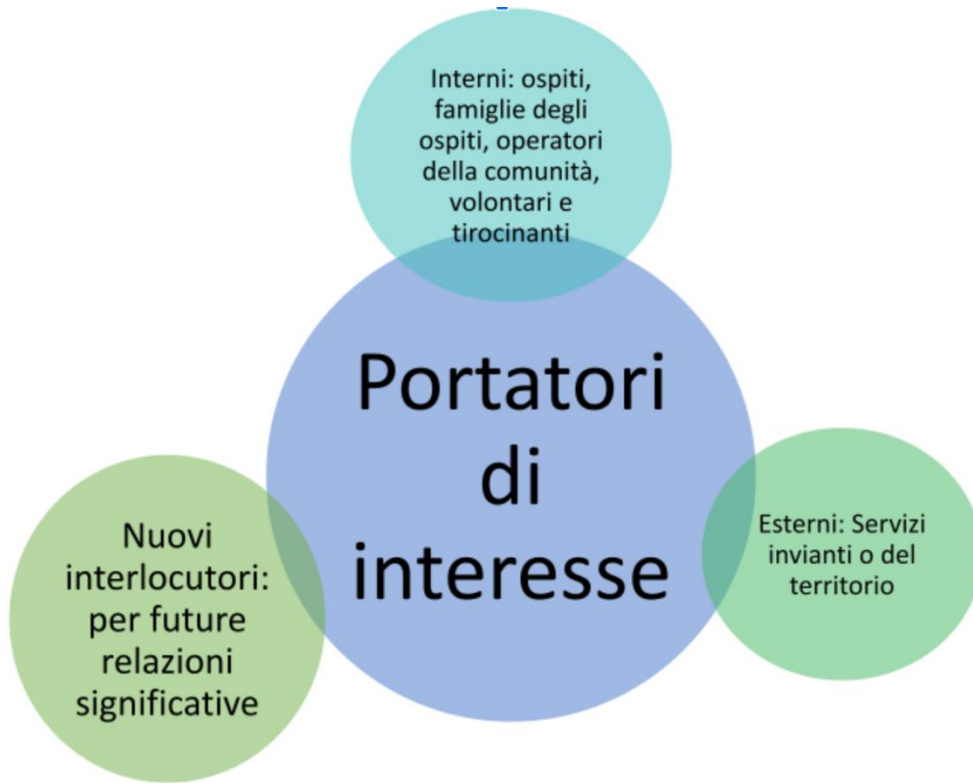 Interni: ospiti,
famiglie degli
ospiti, operatori
della comunità,
volontari e
tirocinanti
Portatori
di
interesse
Esterni: Servizi
invianti o del
territorio
Nuovi
interlocutori:
per future
relazioni
significative